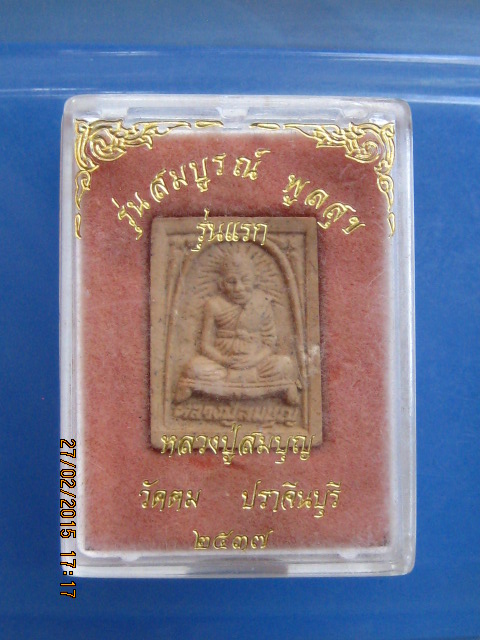 รุ่นสมบูรณ์ พูลสุข
รุ่นแรก
หลวงปู่สมบุญ
หลวงปู่สมบุญ
วัดตม ปราจีนบุรี
๒๕๓๗
27/02/2015 17:17